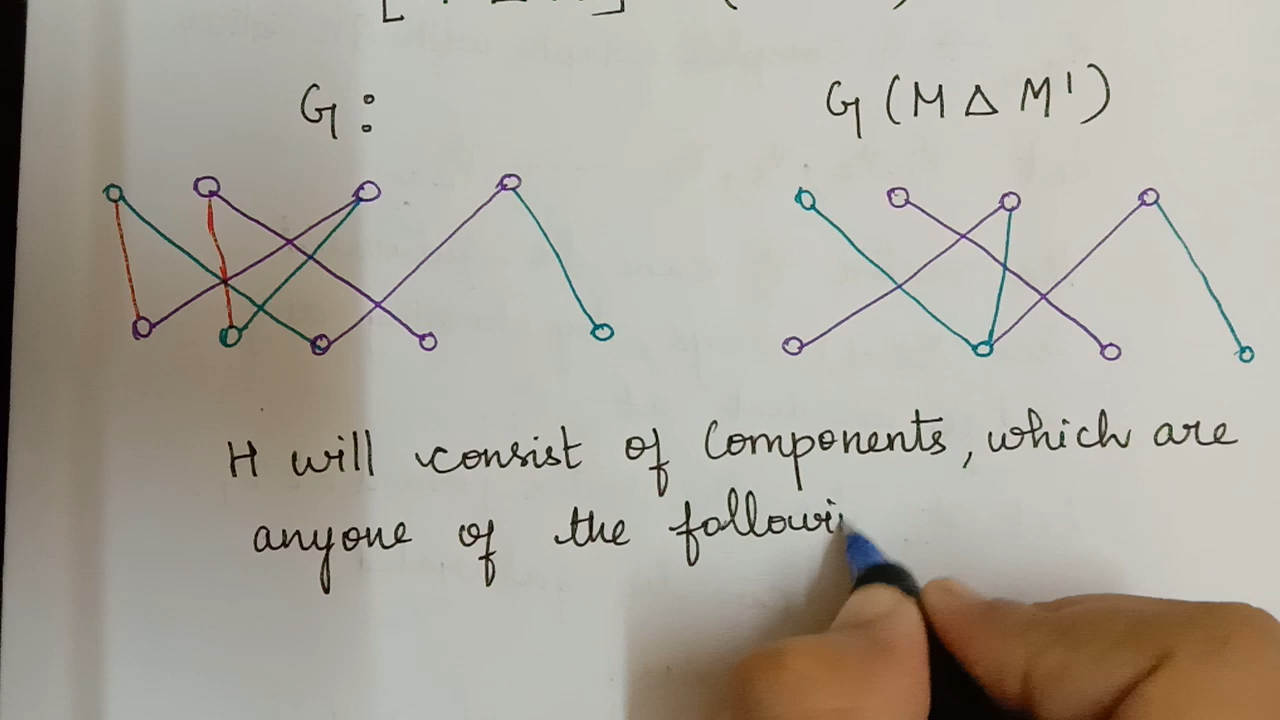 G:
G (M Δ M')
H will consist of Components, which are
anyone of the followi